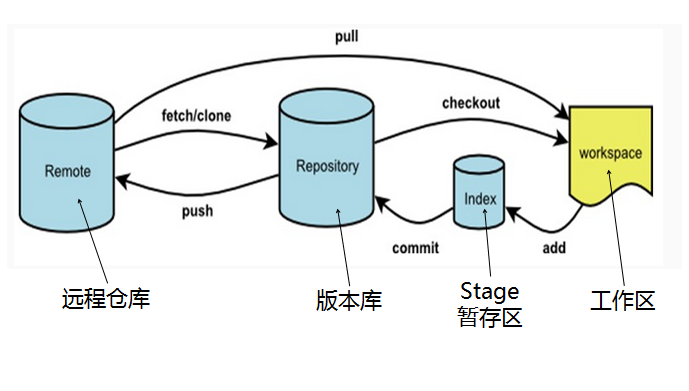 pull
fetch/clone
checkout
Remote
Repository
workspace
Index
push
commit
add
远程仓库
版本库
Stage
暂存区
工作区